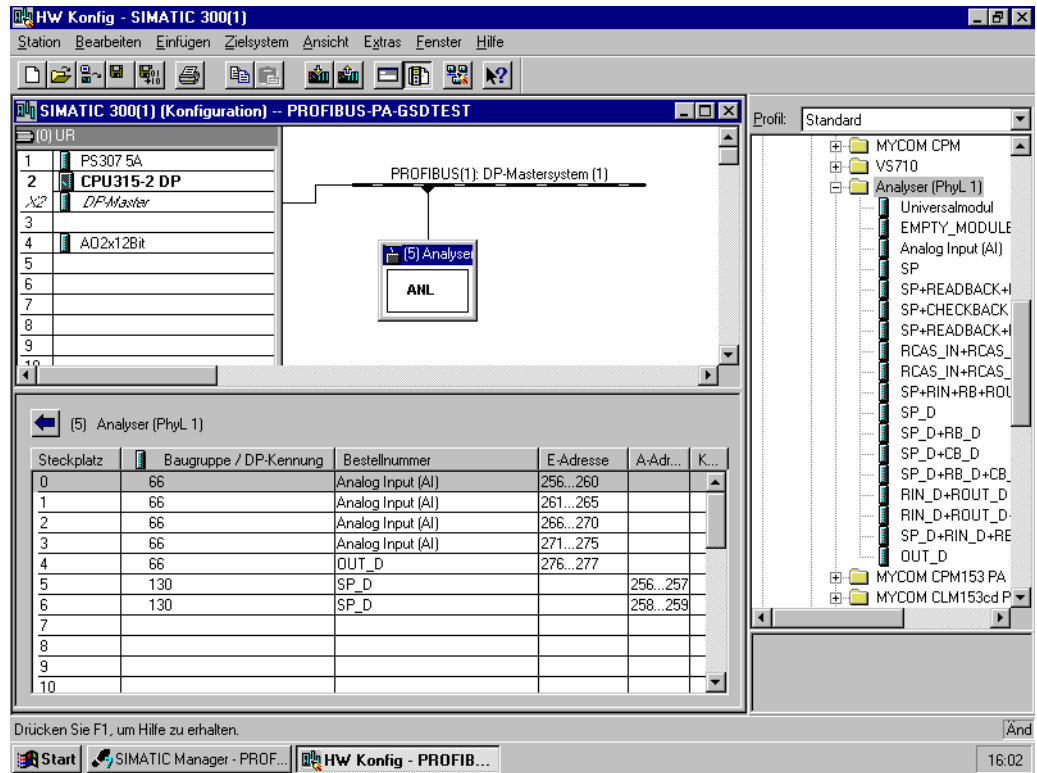 HW Konfig - SIMATIC 300(1)
Station Bearbeiten Einfügen Zielsystem Ansicht Extras Fenster Hilfe
SIMATIC 300(1) (Konfiguration) -- PROFIBUS-PA-GSDTEST
(0) UR
1 PS307 5A
2 CPU315-2 DP
X2 DP-Master
3
4 AO2x12Bit
5
6
7
8
9
10
PROFIBUS(1): DP-Mastersystem (1)
(5) Analyser
ANL
(5) Analyser (PhyL 1)
Steckplatz Baugruppe / DP-Kennung Bestellnummer E-Adresse A-Adr... K...
0 66 Analog Input (AI) 256...260
1 66 Analog Input (AI) 261...265
2 66 Analog Input (AI) 266...270
3 66 Analog Input (AI) 271...275
4 66 OUT_D 276...277
5 130 SP_D 256...257
6 130 SP_D 258...259
7
8
9
10
Profil: Standard
MYCOM CPM
VS710
Analyser (PhyL 1)
Universalmodul
EMPTY_MODULE
Analog Input (AI)
SP
SP+READBACK+
SP+CHECKBACK
SP+READBACK+
RCAS_IN+RCAS_
RCAS_IN+RCAS_
SP+RIN+RB+ROU
SP_D
SP_D+RB_D
SP_D+CB_D
SP_D+RB_D+CB_
RIN_D+ROUT_D
RIN_D+ROUT_D
SP_D+RIN_D+RE
OUT_D
MYCOM CPM153 PA
MYCOM CLM153cd P
Drücken Sie F1, um Hilfe zu erhalten.
Änd
Start SIMATIC Manager - PROF... HW Konfig - PROFIB... 16:02